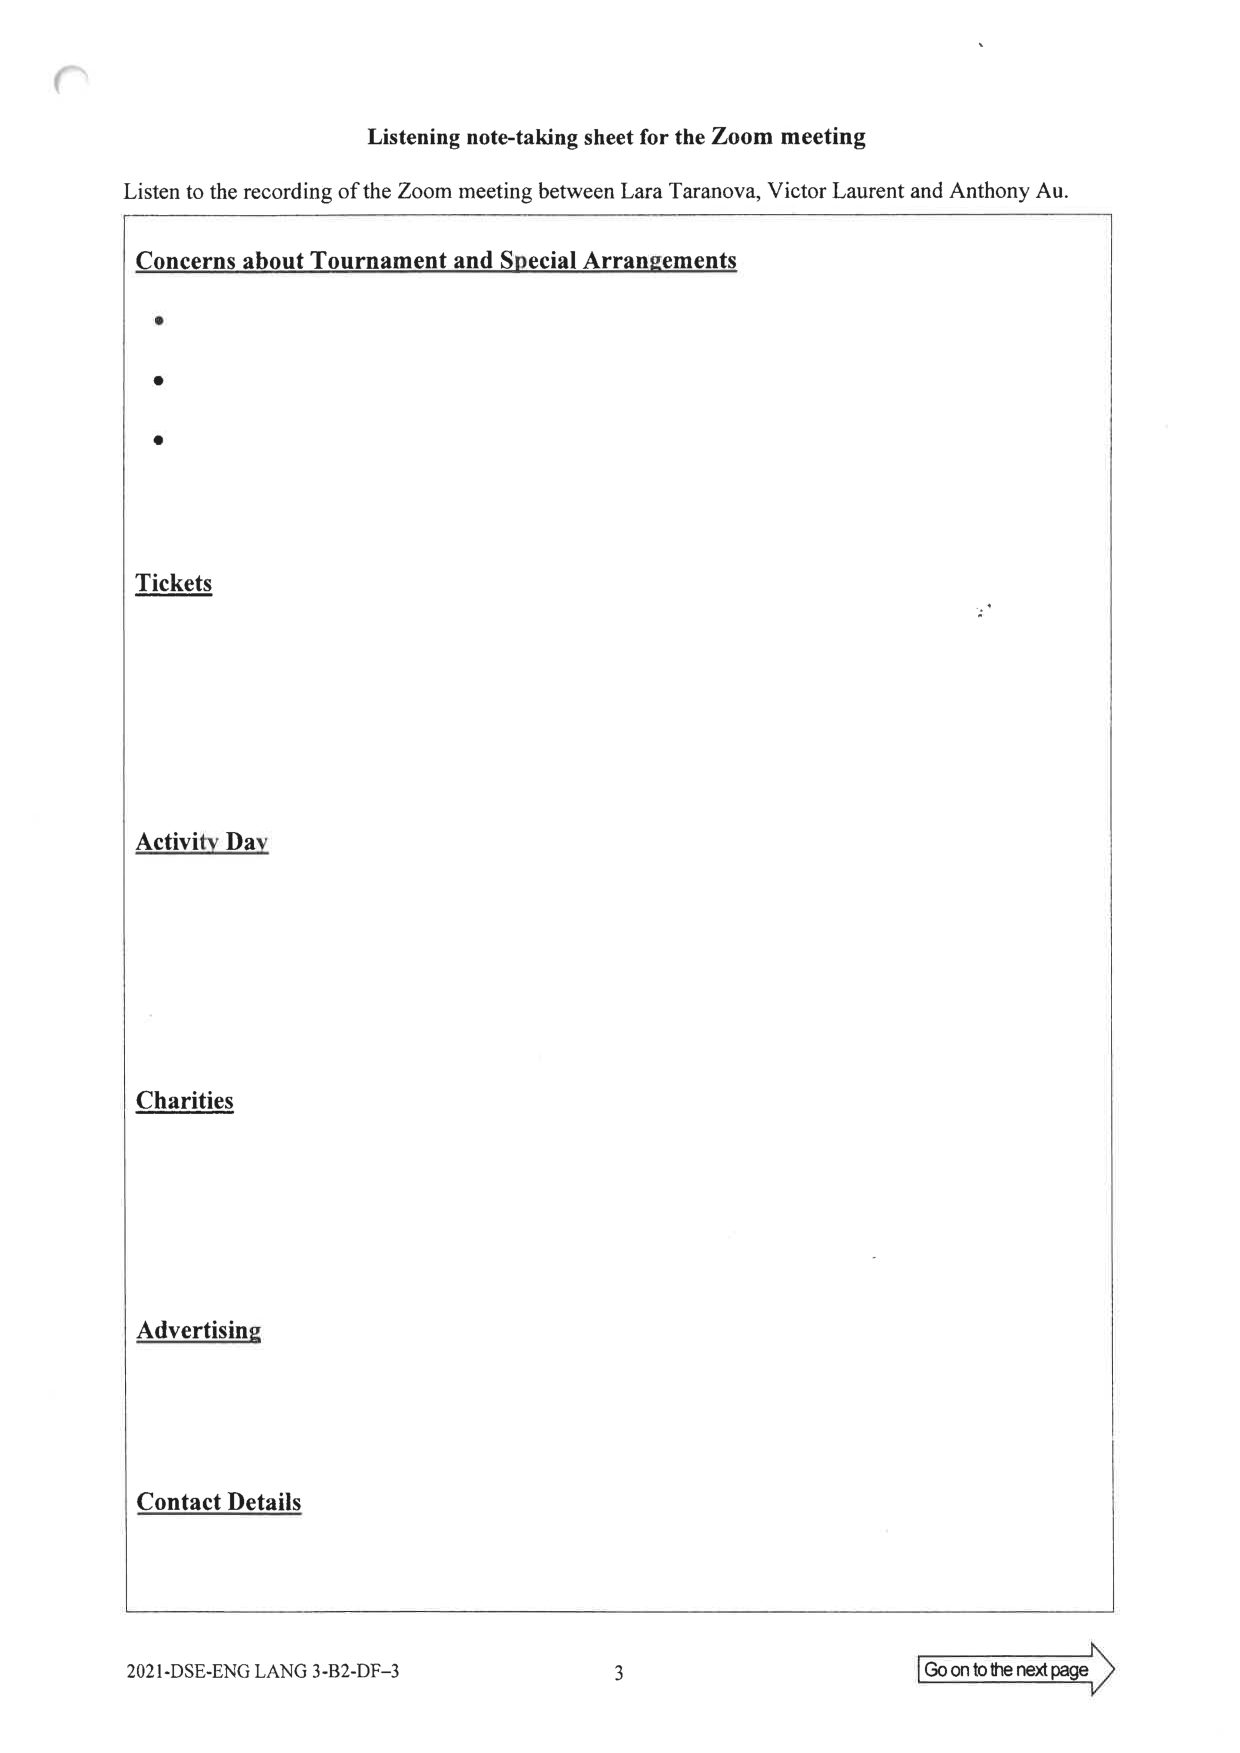 Listening note-taking sheet for the Zoom meeting
Listen to the recording of the Zoom meeting between Lara Taranova, Victor Laurent and Anthony Au.
Concerns about Tournament and Special Arrangements
•
•
•
Tickets
Activity Day
Charities
Advertising
Contact Details
2021-DSE-ENG LANG 3-B2-DF–3
3
Go on to the next page